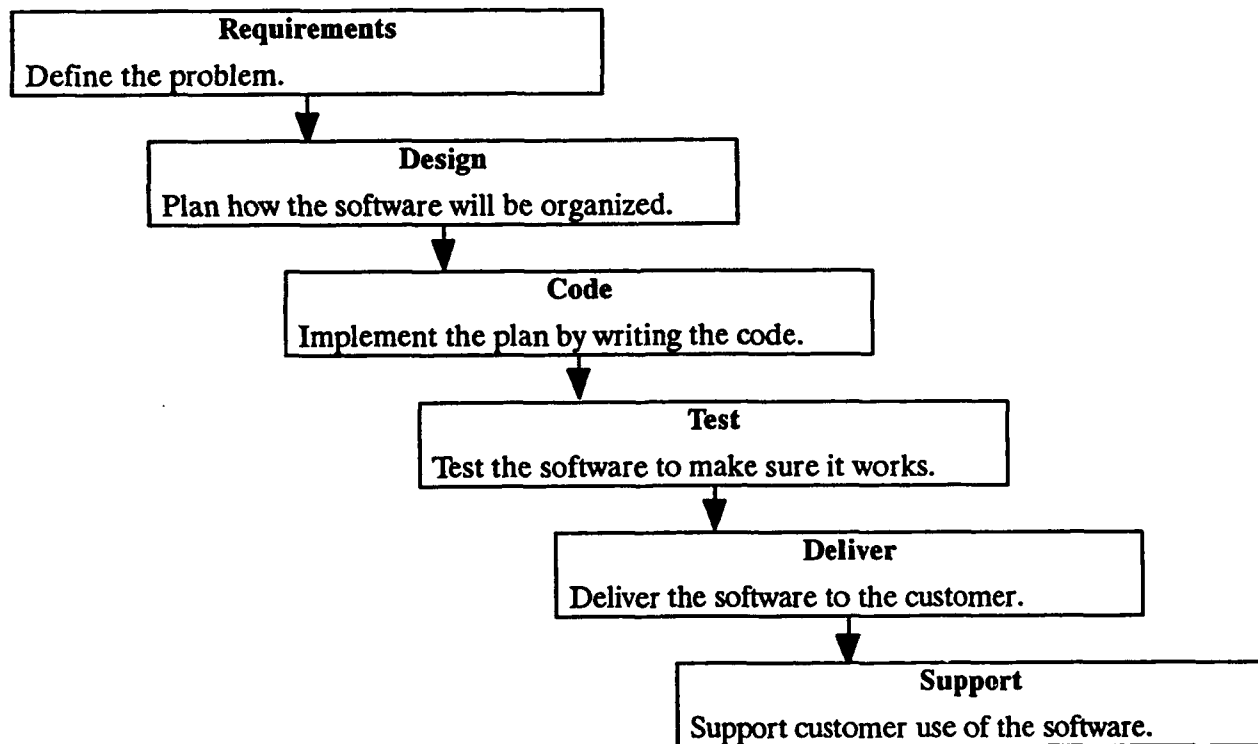 Requirements
Define the problem.
Design
Plan how the software will be organized.
Code
Implement the plan by writing the code.
Test
Test the software to make sure it works.
Deliver
Deliver the software to the customer.
Support
Support customer use of the software.